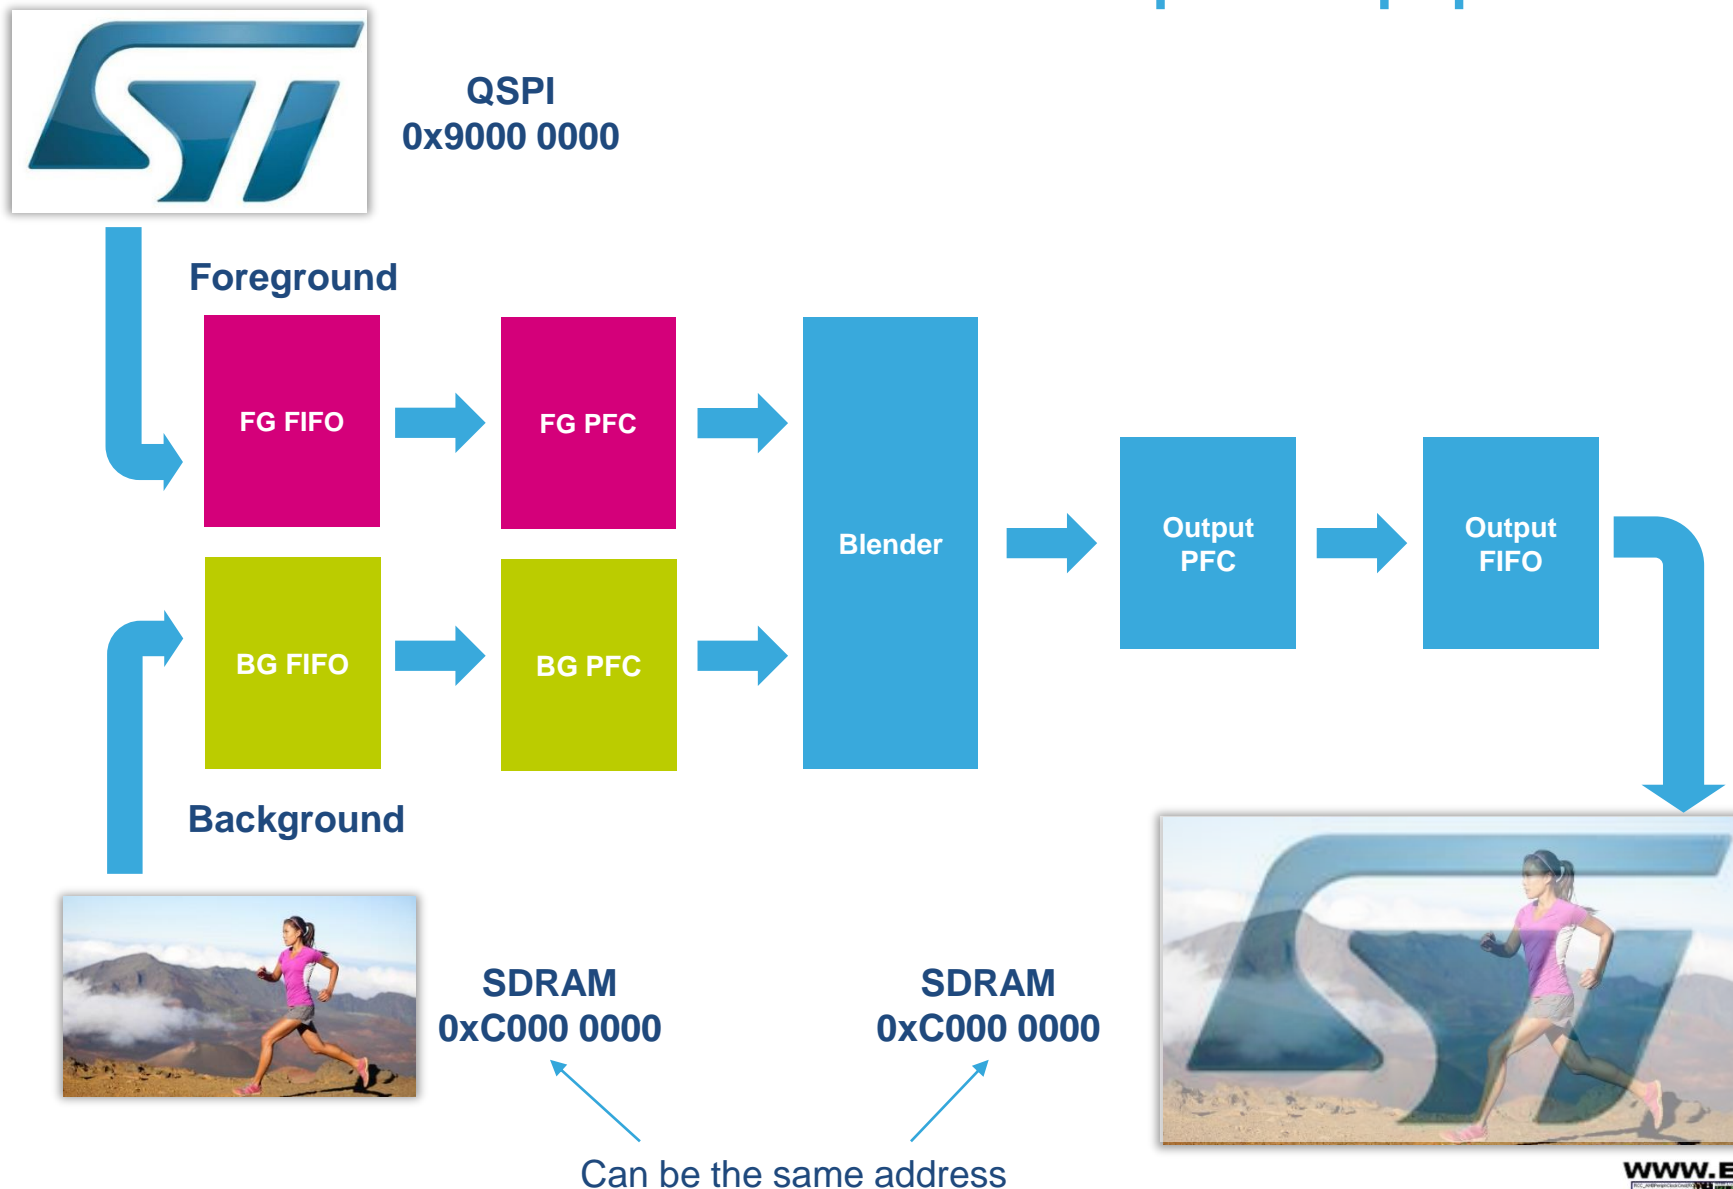 QSPI
0x9000 0000
Foreground
FG FIFO
FG PFC
Blender
Output
PFC
Output
FIFO
BG FIFO
BG PFC
Background
SDRAM
0xC000 0000
SDRAM
0xC000 0000
Can be the same address
WWW.E